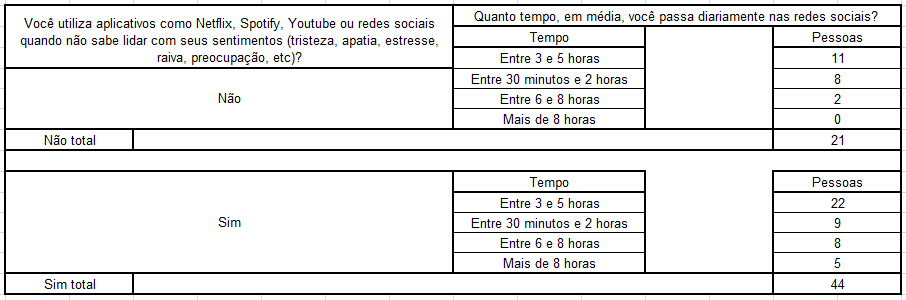 Você utiliza aplicativos como Netflix, Spotify, Youtube ou redes sociais
quando não sabe lidar com seus sentimentos (tristeza, apatia, estresse,
raiva, preocupação, etc)?
Quanto tempo, em média, você passa diariamente nas redes sociais?
Tempo Pessoas
Entre 3 e 5 horas 11
Não
Entre 30 minutos e 2 horas 8
Entre 6 e 8 horas 2
Mais de 8 horas 0
Não total 21
Sim
Tempo Pessoas
Entre 3 e 5 horas 22
Entre 30 minutos e 2 horas 9
Entre 6 e 8 horas 8
Mais de 8 horas 5
Sim total 44